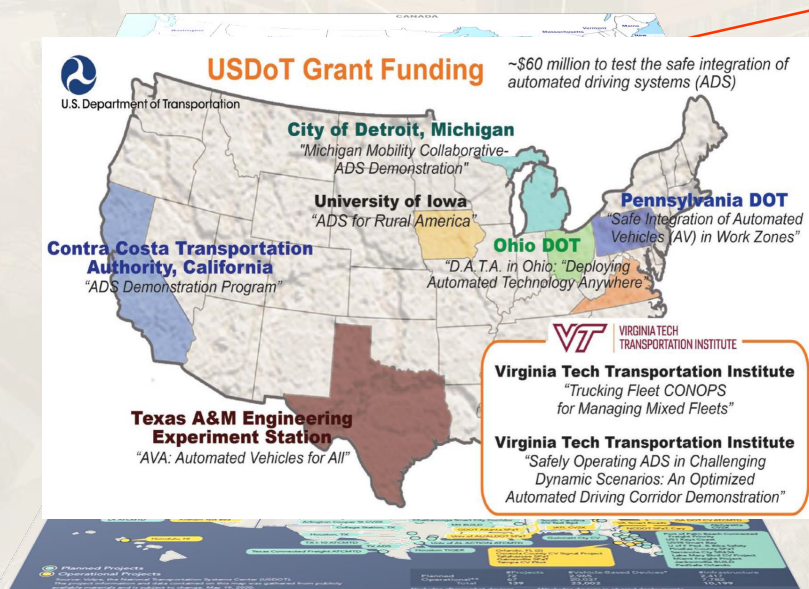 CANADA
USDoT Grant Funding
~$60 million to test the safe integration of
automated driving systems (ADS)
U.S. Department of Transportation
City of Detroit, Michigan
"Michigan Mobility Collaborative-
ADS Demonstration"
University of Iowa
“ADS for Rural America”
Pennsylvania DOT
“Safe Integration of Automated
Vehicles (AV) in Work Zones”
Contra Costa Transportation
Authority, California
“ADS Demonstration Program”
Ohio DOT
“D.A.T.A. in Ohio: “Deploying
Automated Technology Anywhere”
VT VIRGINIA TECH
TRANSPORTATION INSTITUTE
Virginia Tech Transportation Institute
“Trucking Fleet CONOPS
for Managing Mixed Fleets”
Virginia Tech Transportation Institute
“Safely Operating ADS in Challenging
Dynamic Scenarios: An Optimized
Automated Driving Corridor Demonstration”
Texas A&M Engineering
Experiment Station
“AVA: Automated Vehicles for All”
Planned Projects
Operational Projects